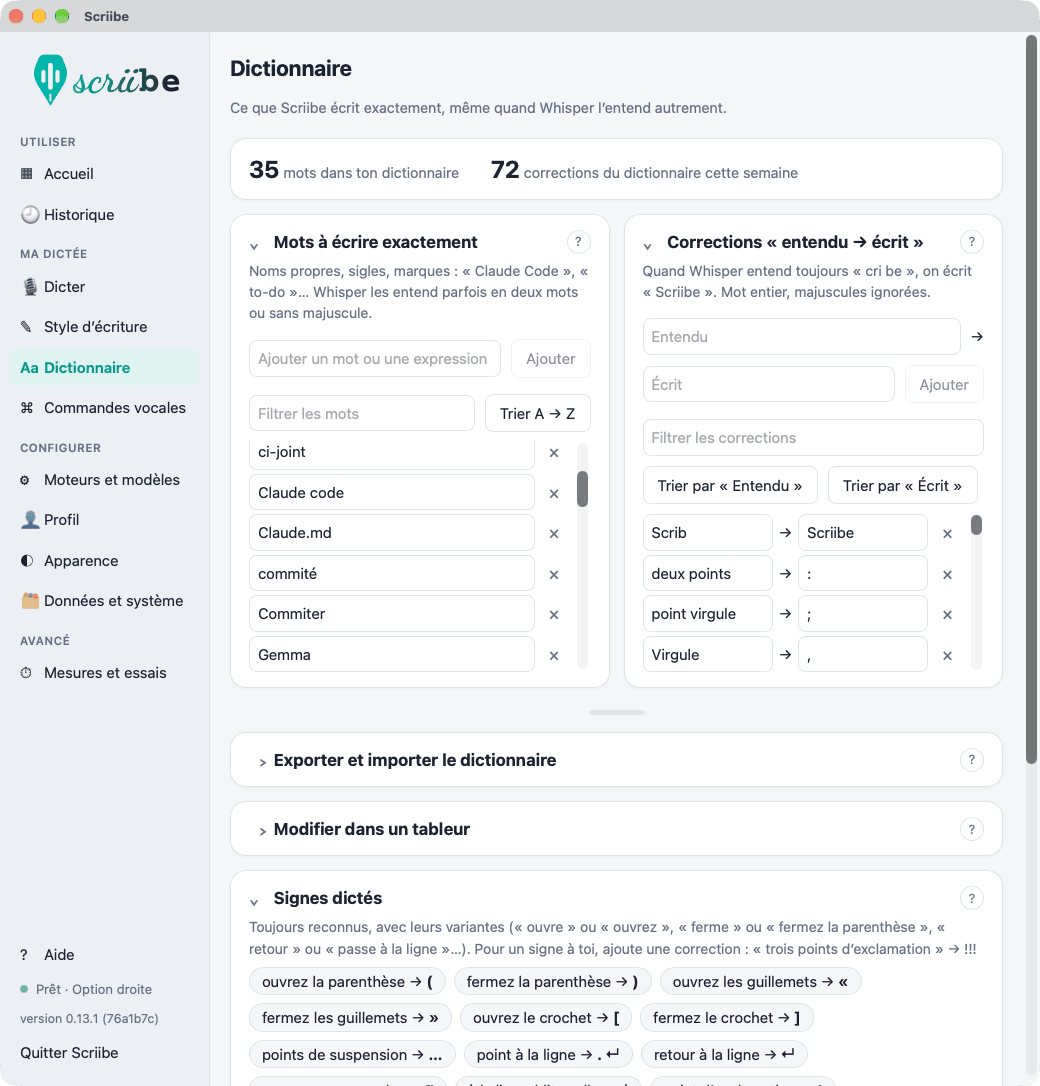 Scriibe
scriibe
UTILISER
Accueil
Historique
MA DICTÉE
Dicter
Style d’écriture
Aa Dictionnaire
⌘ Commandes vocales
CONFIGURER
Moteurs et modèles
Profil
Apparence
Données et système
AVANCÉ
Mesures et essais
? Aide
Prêt · Option droite
version 0.13.1 (76a1b7c)
Quitter Scriibe
Dictionnaire
Ce que Scriibe écrit exactement, même quand Whisper l’entend autrement.
35 mots dans ton dictionnaire 72 corrections du dictionnaire cette semaine
Mots à écrire exactement ?
Noms propres, sigles, marques : « Claude Code », «
to-do »… Whisper les entend parfois en deux mots
ou sans majuscule.
Ajouter un mot ou une expression Ajouter
Filtrer les mots Trier A → Z
ci-joint ×
Claude code ×
Claude.md ×
commité ×
Commiter ×
Gemma ×
Corrections « entendu → écrit » ?
Quand Whisper entend toujours « cri be », on écrit
« Scriibe ». Mot entier, majuscules ignorées.
Entendu →
Écrit Ajouter
Filtrer les corrections
Trier par « Entendu » Trier par « Écrit »
Scrib → Scriibe ×
deux points → : ×
point virgule → ; ×
Virgule → , ×
Exporter et importer le dictionnaire ?
Modifier dans un tableur ?
Signes dictés ?
Toujours reconnus, avec leurs variantes (« ouvre » ou « ouvrez », « ferme » ou « fermez la parenthèse », «
retour » ou « passe à la ligne »…). Pour un signe à toi, ajoute une correction : « trois points d’exclamation » → !!!
ouvrez la parenthèse → ( fermez la parenthèse → ) ouvrez les guillemets → «
fermez les guillemets → » ouvrez le crochet → [ fermez le crochet → ]
points de suspension → … point à la ligne → . ↵ retour à la ligne → ↵